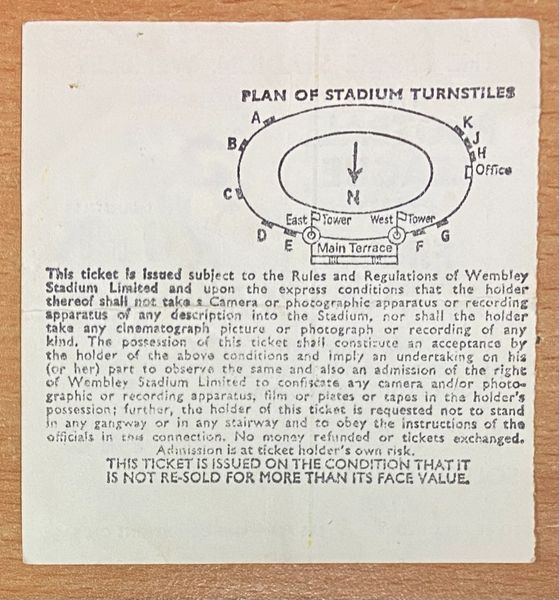 PLAN OF STADIUM TURNSTILES
A
K
B
J
H
Office
N
C
East Tower
West Tower
D
E
Main Terrace
F
G
This ticket is issued subject to the Rules and Regulations of Wembley
Stadium Limited and upon the express conditions that the holder
thereof shall not take a Camera or photographic apparatus or recording
apparatus of any description into the Stadium, nor shall the holder
take any cinematograph picture or photograph or recording of any
kind. The possession of this ticket shall constitute an acceptance by
the holder of the above conditions and imply an undertaking on his
(or her) part to observe the same and also an admission of the right
of Wembley Stadium Limited to confiscate any camera and/or photo-
graphic or recording apparatus, film or plates or tapes in the holder's
possession; further, the holder of this ticket is requested not to stand
in any gangway or in any stairway and to obey the instructions of the
officials in this connection. No money refunded or tickets exchanged.
Admission is at ticket holder's own risk.
THIS TICKET IS ISSUED ON THE CONDITION THAT IT
IS NOT RE-SOLD FOR MORE THAN ITS FACE VALUE.